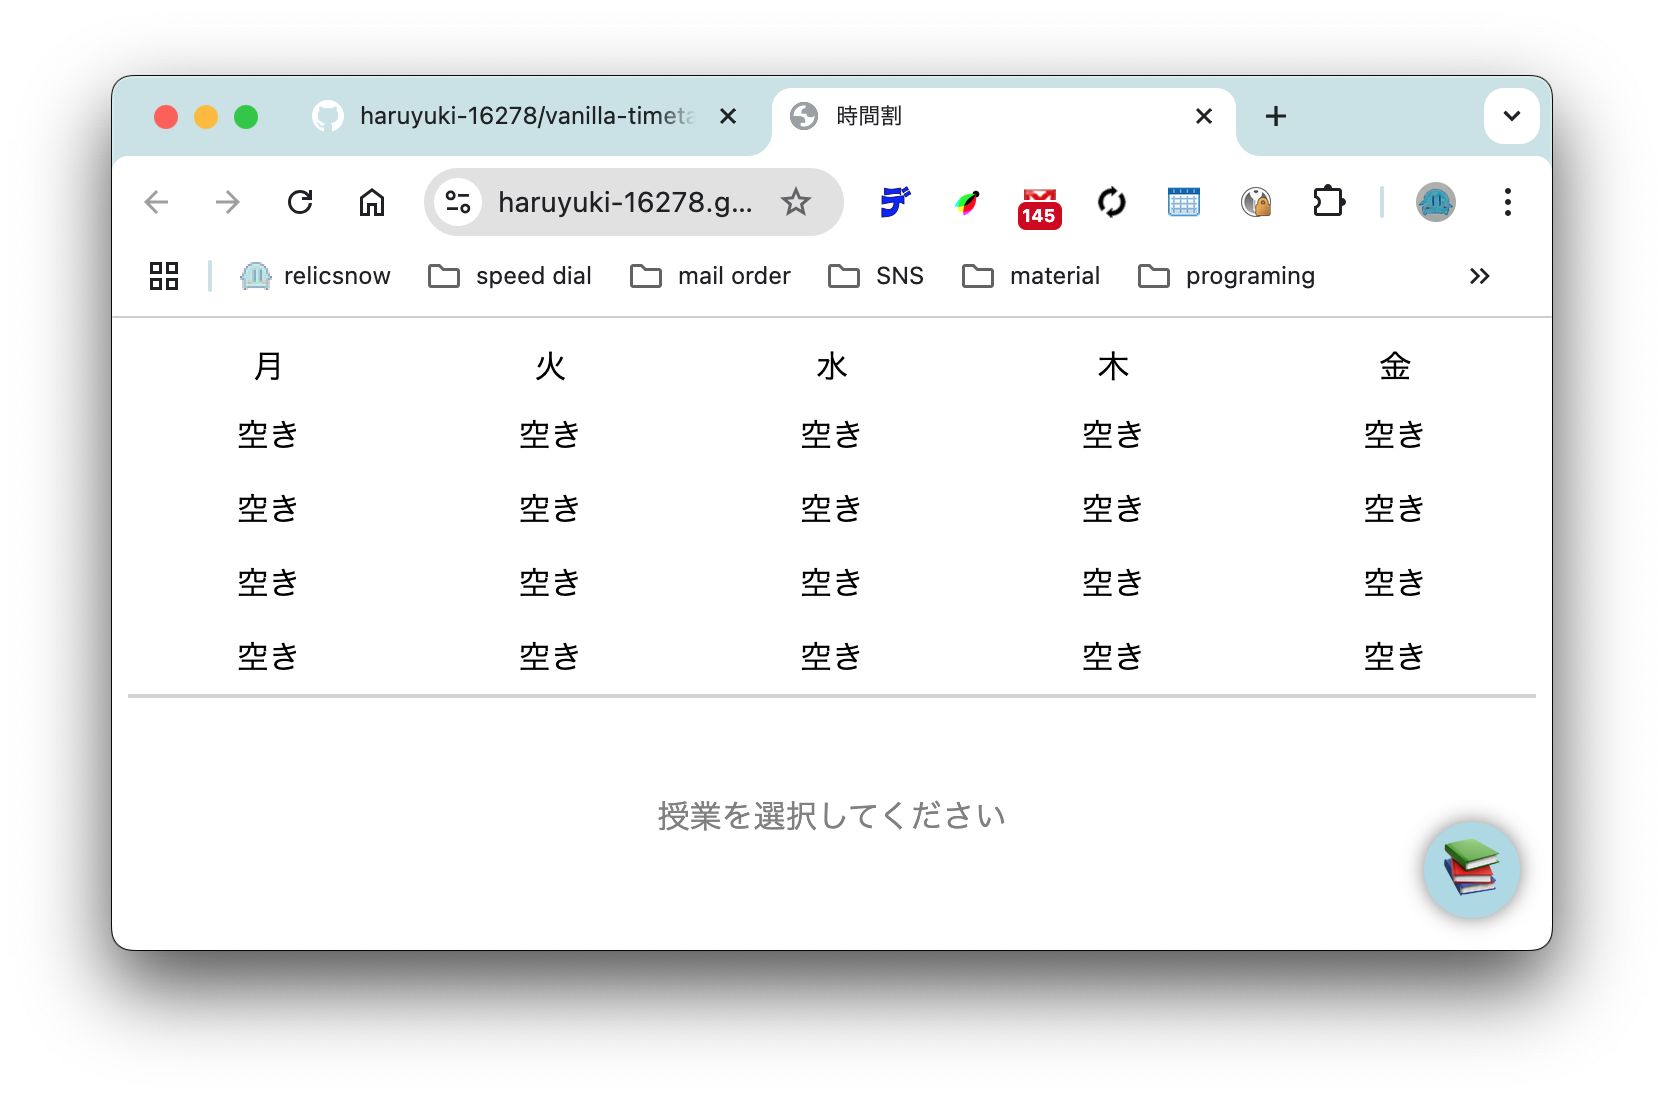 haruyuki-16278/vanilla-timeta
時間割
haruyuki-16278.g...
デ
145
relicsnow
speed dial
mail order
SNS
material
programing
月 火 水 木 金
空き 空き 空き 空き 空き
空き 空き 空き 空き 空き
空き 空き 空き 空き 空き
空き 空き 空き 空き 空き
授業を選択してください